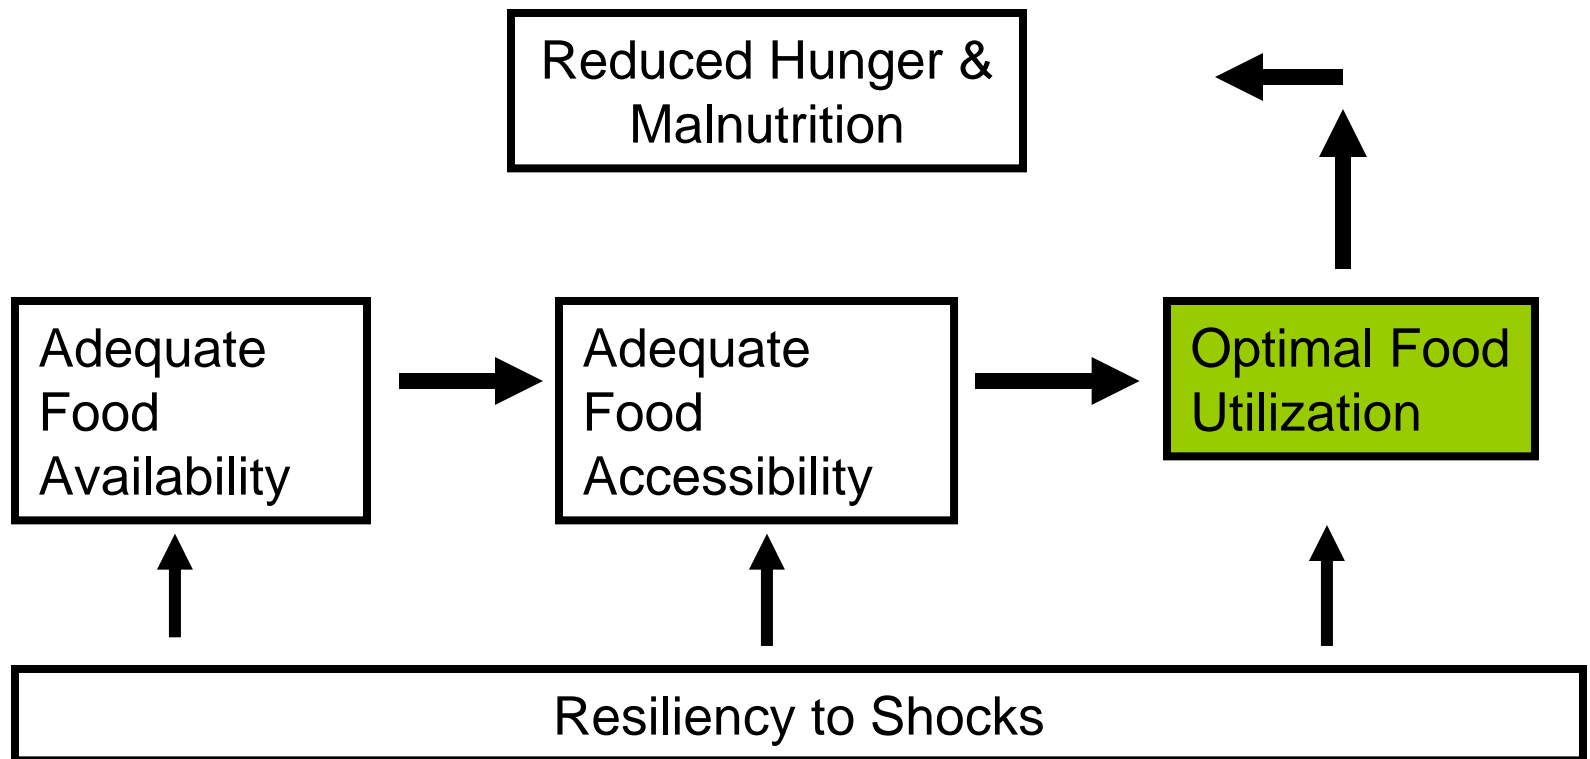 Reduced Hunger &
Malnutrition
Adequate
Food
Availability
Adequate
Food
Accessibility
Optimal Food
Utilization
Resiliency to Shocks